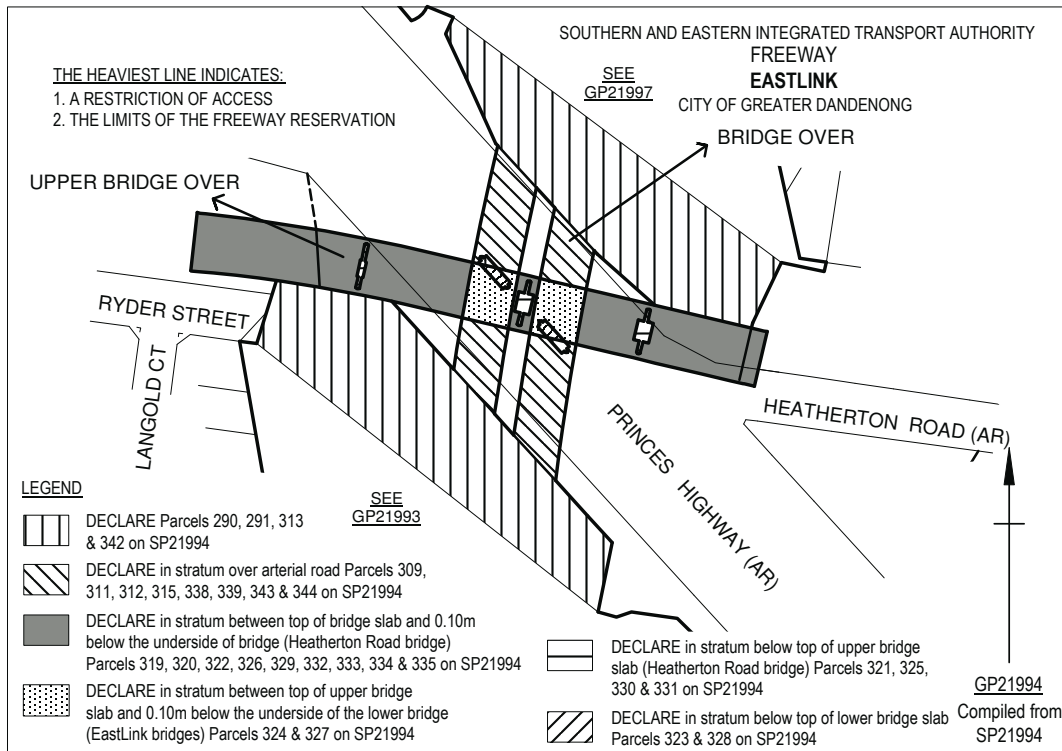 SOUTHERN AND EASTERN INTEGRATED TRANSPORT AUTHORITY
FREEWAY
EASTLINK
CITY OF GREATER DANDENONG
THE HEAVIEST LINE INDICATES:
1. A RESTRICTION OF ACCESS
2. THE LIMITS OF THE FREEWAY RESERVATION
SEE
GP21997
BRIDGE OVER
UPPER BRIDGE OVER
RYDER STREET
LANGOLD CT
HEATHERTON ROAD (AR)
PRINCES HIGHWAY (AR)
SEE
GP21993
LEGEND
DECLARE Parcels 290, 291, 313
& 342 on SP21994
DECLARE in stratum over arterial road Parcels 309,
311, 312, 315, 338, 339, 343 & 344 on SP21994
DECLARE in stratum between top of bridge slab and 0.10m
below the underside of bridge (Heatherton Road bridge)
Parcels 319, 320, 322, 326, 329, 332, 333, 334 & 335 on SP21994
DECLARE in stratum between top of upper bridge
slab and 0.10m below the underside of the lower bridge
(EastLink bridges) Parcels 324 & 327 on SP21994
DECLARE in stratum below top of upper bridge
slab (Heatherton Road bridge) Parcels 321, 325,
330 & 331 on SP21994
DECLARE in stratum below top of lower bridge slab
Parcels 323 & 328 on SP21994
GP21994
Compiled from
SP21994